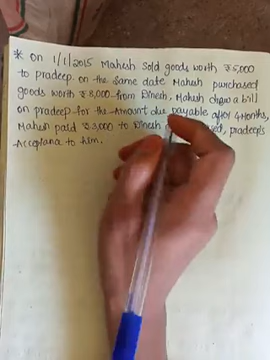 * On 1/1/2015 Mahesh Sold goods worth ₹5,000
to pradeep. on the same date Mahesh purchased
goods worth ₹8,000 from Dinesh, Mahesh draw a bill
on pradeep for the Amount due payable after 4 Months,
Mahesh paid ₹3,000 to Dinesh pradeep's
Acceptance to him.